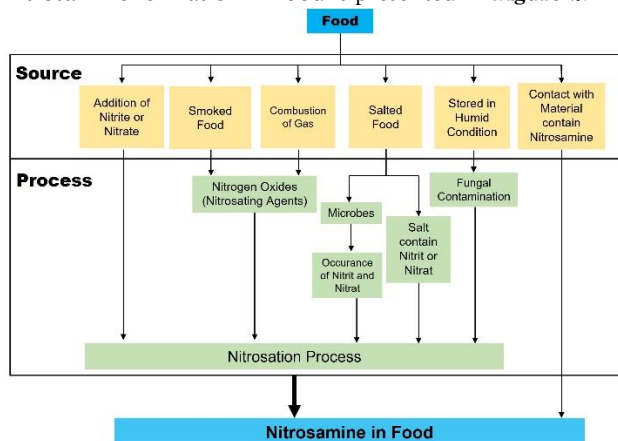 presented in
Food
Source
Addition of
Nitrite or
Nitrate
Smoked
Food
Combustion
of Gas
Salted
Food
Stored in
Humid
Condition
Contact with
Material
contain
Nitrosamine
Process
Nitrogen Oxides
(Nitrosating Agents)
Microbes
Occurance
of Nitrit and
Nitrat
Salt
contain
Nitrit or
Nitrat
Fungal
Contamination
Nitrosation Process
Nitrosamine in Food